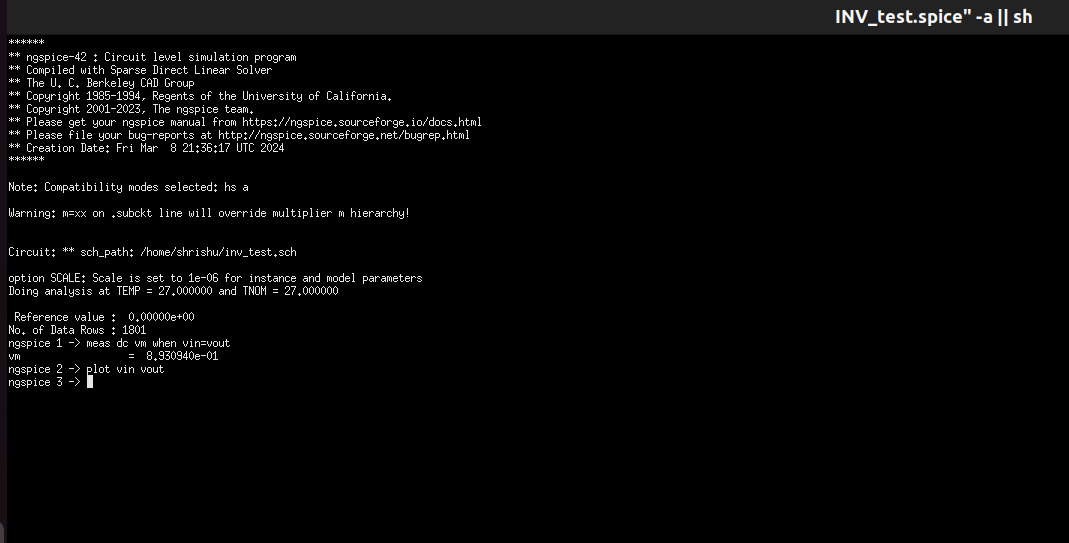 INV_test.spice" -a || sh
******
** ngspice-42 : Circuit level simulation program
** Compiled with Sparse Direct Linear Solver
** The U. C. Berkeley CAD Group
** Copyright 1985-1994, Regents of the University of California.
** Copyright 2001-2023, The ngspice team.
** Please get your ngspice manual from https://ngspice.sourceforge.io/docs.html
** Please file your bug-reports at http://ngspice.sourceforge.net/bugrep.html
** Creation Date: Fri Mar  8 21:36:17 UTC 2024
******
Note: Compatibility modes selected: hs a
Warning: m=xx on .subckt line will override multiplier m hierarchy!
Circuit: ** sch_path: /home/shrishu/inv_test.sch
option SCALE: Scale is set to 1e-06 for instance and model parameters
Doing analysis at TEMP = 27.000000 and TNOM = 27.000000
Reference value :  0.00000e+00
No. of Data Rows : 1801
ngspice 1 -> meas dc vm when vin=vout
vm                  =  8.930940e-01
ngspice 2 -> plot vin vout
ngspice 3 ->